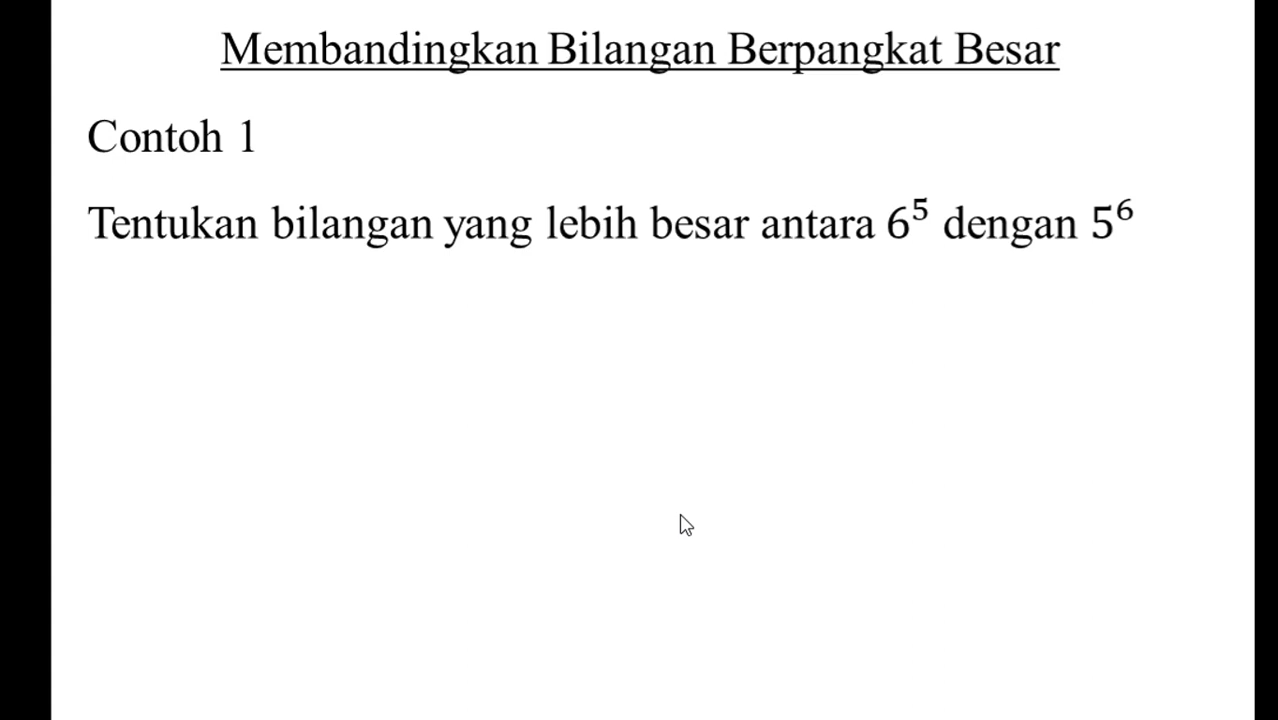 Membandingkan Bilangan Berpangkat Besar
Contoh 1
Tentukan bilangan yang lebih besar antara 6⁵ dengan 5⁶